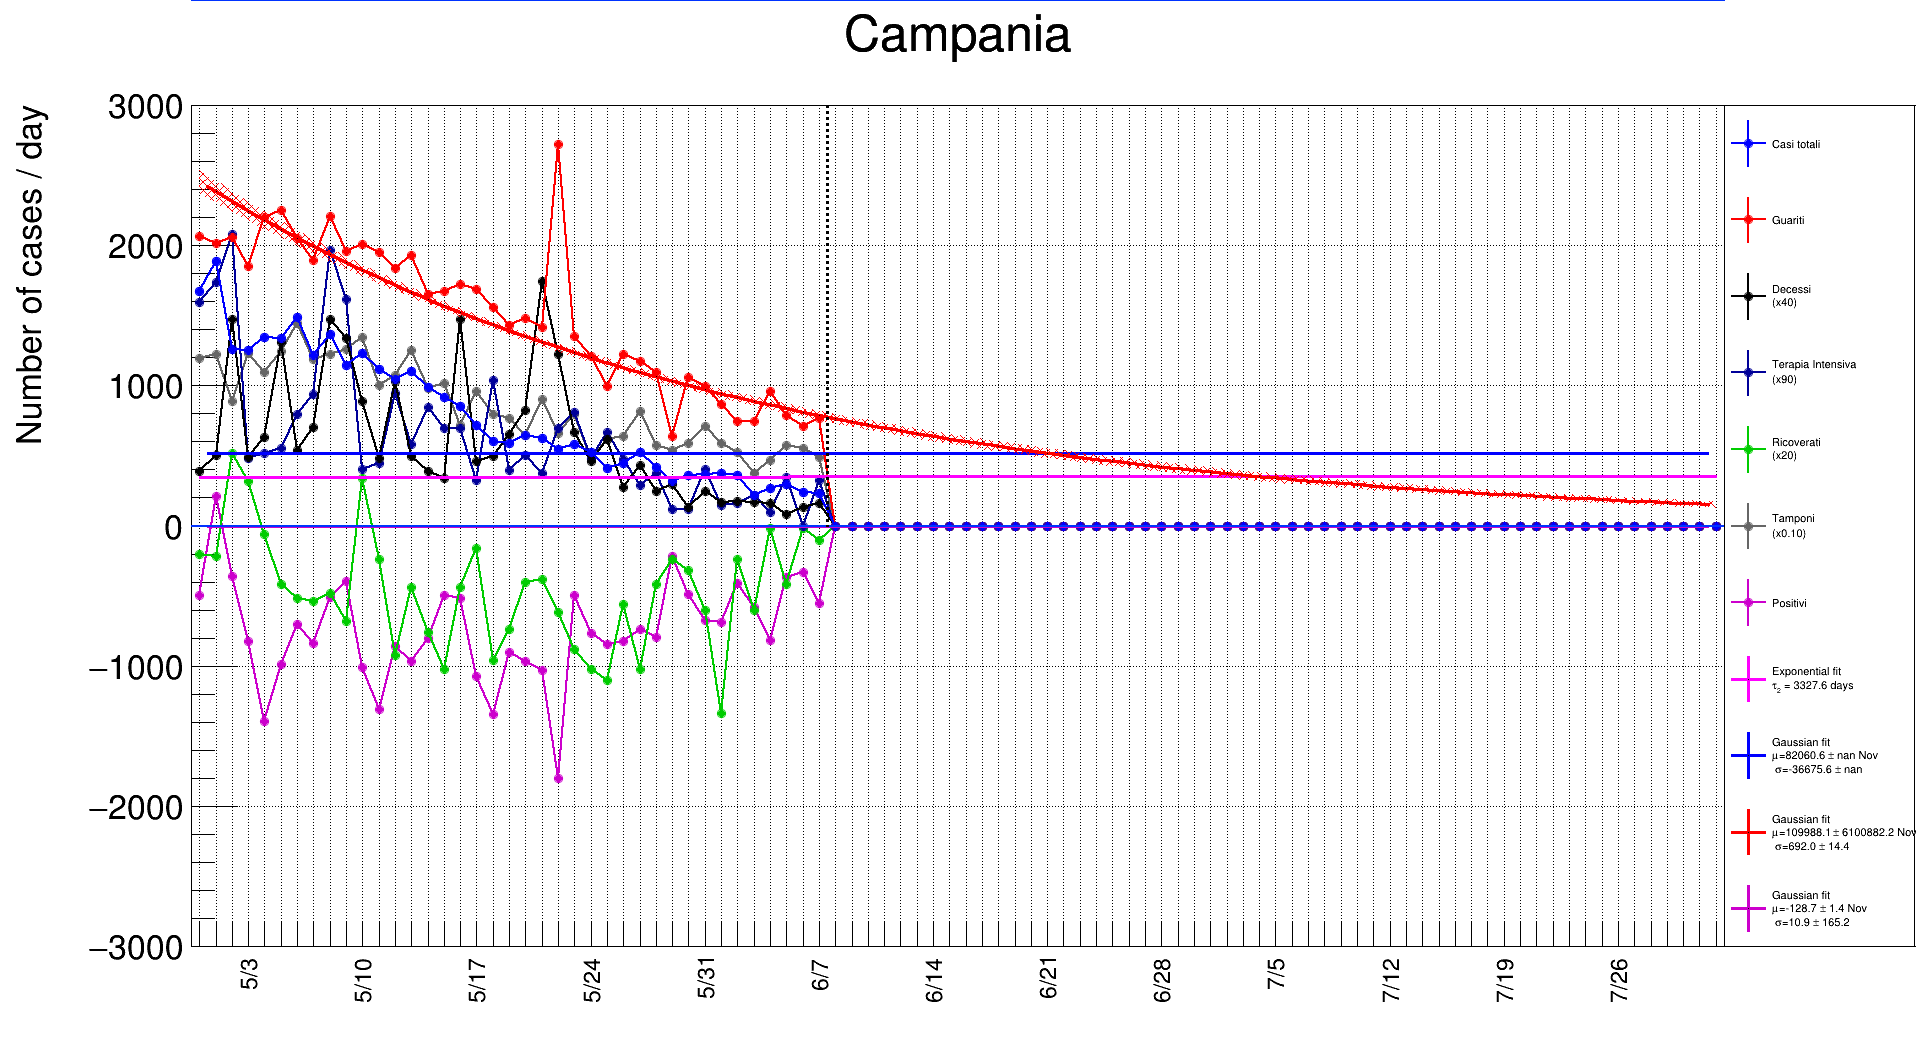 Campania
Number of cases / day
3000
2000
1000
0
−1000
−2000
−3000
5/3
5/10
5/17
5/24
5/31
6/7
6/14
6/21
6/28
7/5
7/12
7/19
7/26
Casi totali
Guariti
Decessi
(x40)
Terapia Intensiva
(x90)
Ricoverati
(x20)
Tamponi
(x0.10)
Positivi
Exponential fit
τ₂ = 3327.6 days
Gaussian fit
μ=82060.6 ± nan Nov
σ=-36675.6 ± nan
Gaussian fit
μ=109988.1 ± 6100882.2 Nov
σ=692.0 ± 14.4
Gaussian fit
μ=-128.7 ± 1.4 Nov
σ=10.9 ± 165.2